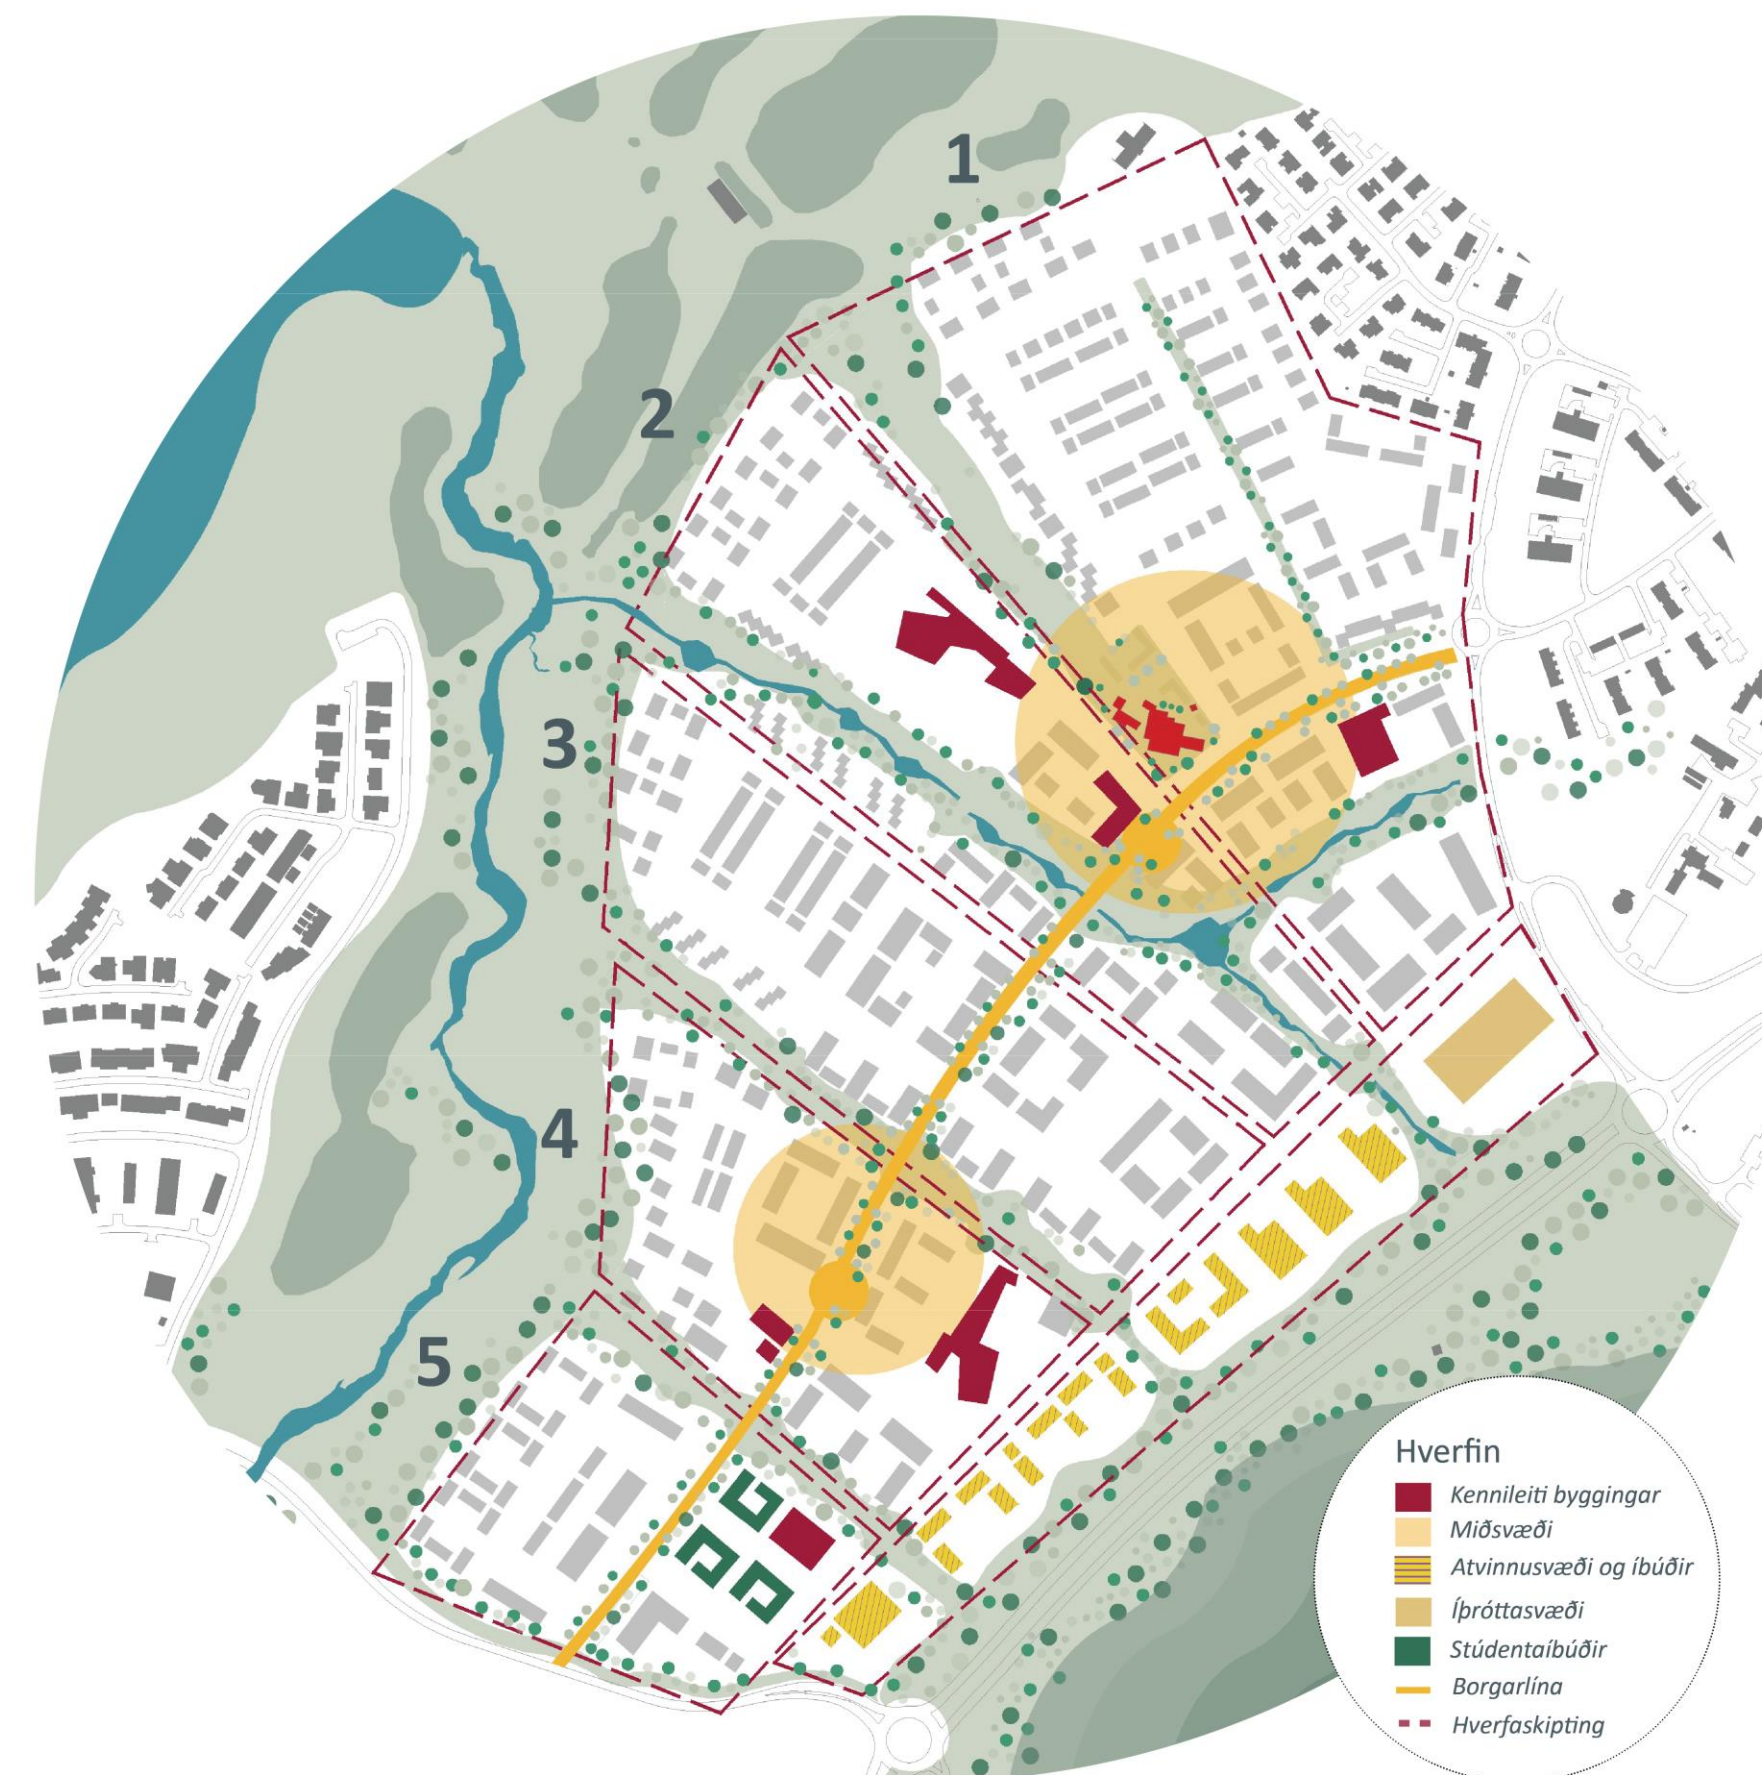 1
2
3
4
5
Hverfin
Kennileiti byggingar
Miðsvæði
Atvinnusvæði og íbúðir
Íþróttasvæði
Stúdentaíbúðir
Borgarlína
Hverfaskipting